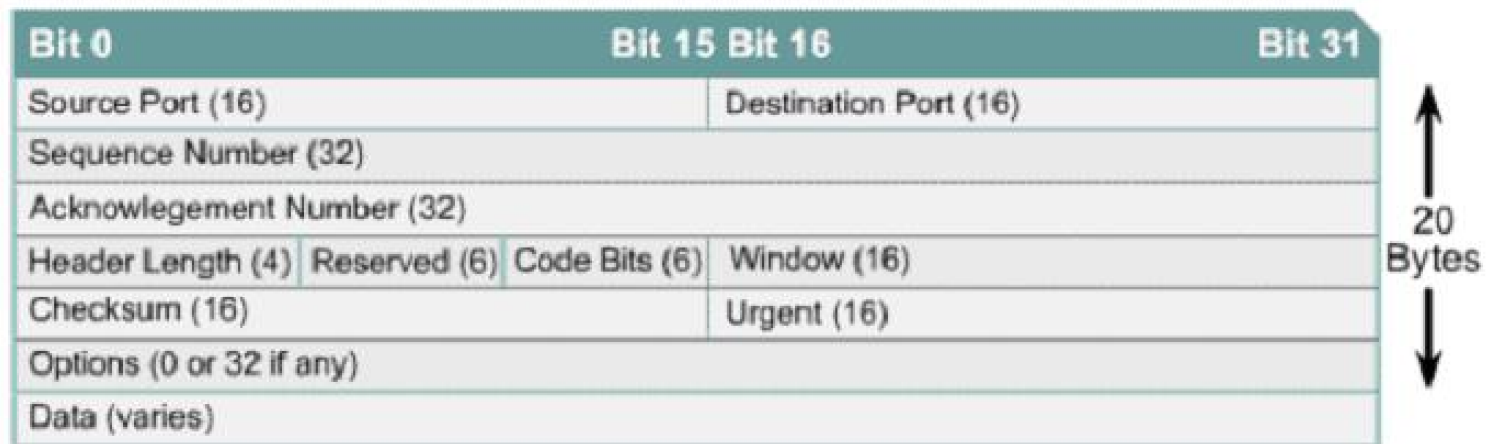 Bit 0 Bit 15 Bit 16 Bit 31
Source Port (16) Destination Port (16)
Sequence Number (32)
Acknowlegement Number (32)
Header Length (4) Reserved (6) Code Bits (6) Window (16)
Checksum (16) Urgent (16)
Options (0 or 32 if any)
Data (varies)
20
Bytes